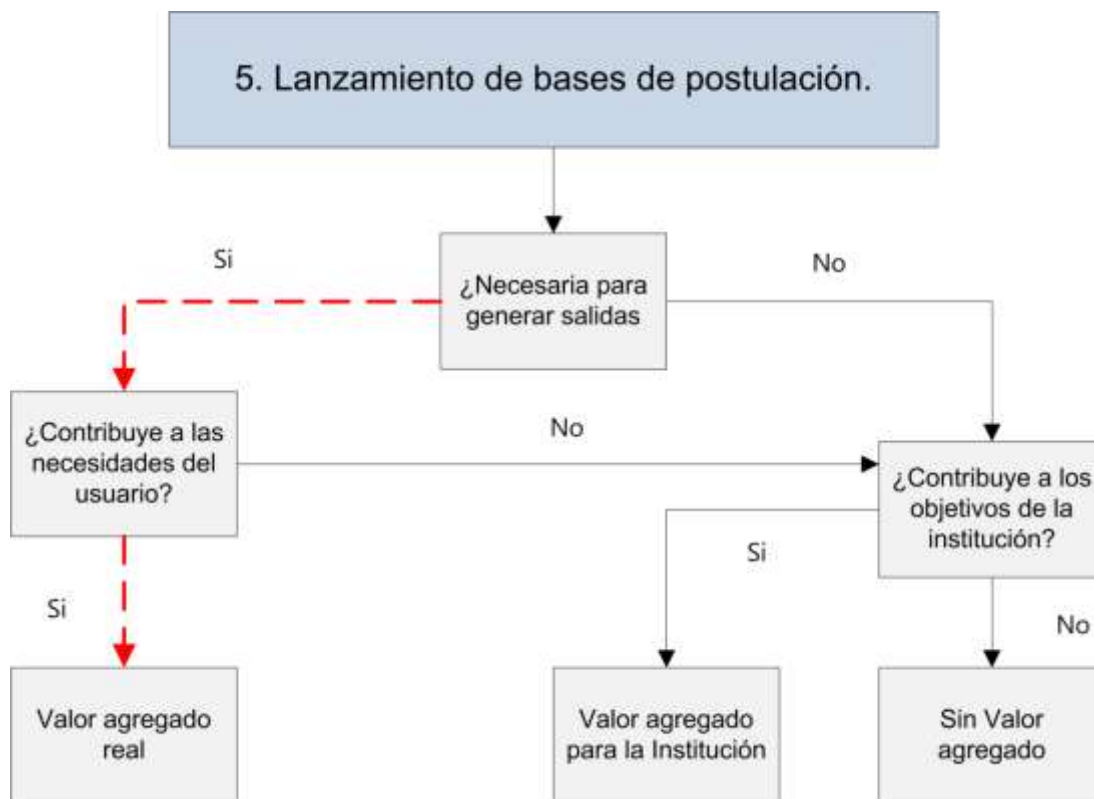 5. Lanzamiento de bases de postulación.
Si
No
¿Necesaria para
generar salidas
¿Contribuye a las
necesidades del
usuario?
No
¿Contribuye a los
objetivos de la
institución?
Si
Si
No
Valor agregado
real
Valor agregado
para la Institución
Sin Valor
agregado